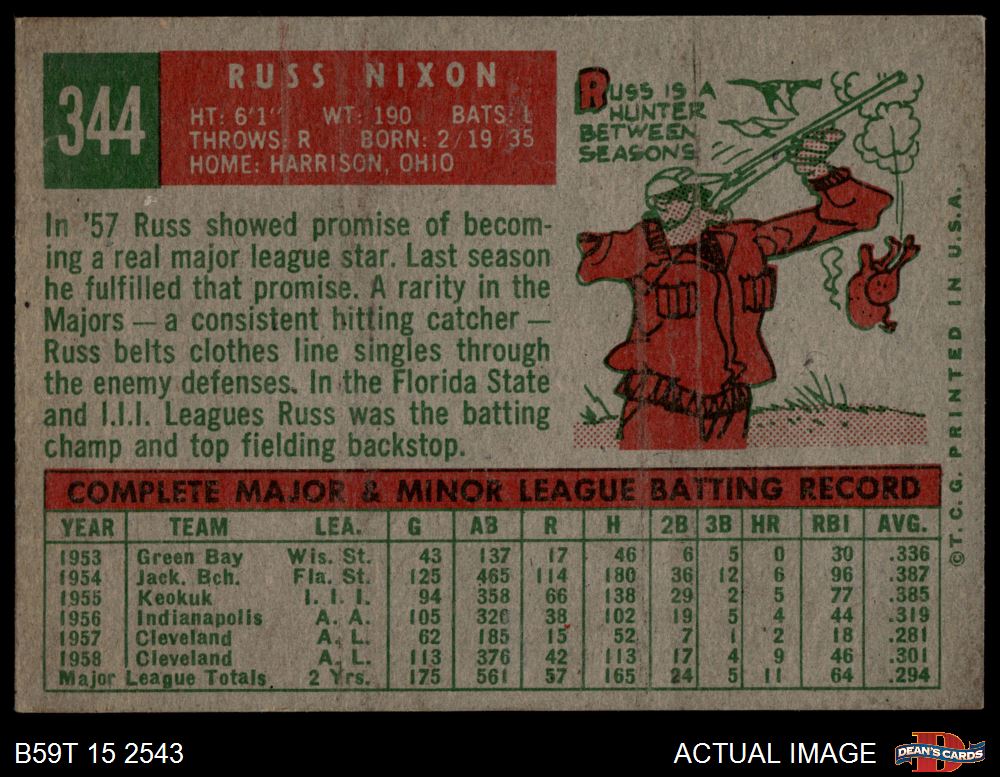 344
RUSS NIXON
HT: 6'1" WT: 190 BATS: L
THROWS: R BORN: 2/19/35
HOME: HARRISON, OHIO
RUSS IS A
HUNTER
BETWEEN
SEASONS
In '57 Russ showed promise of becom-
ing a real major league star. Last season
he fulfilled that promise. A rarity in the
Majors — a consistent hitting catcher —
Russ belts clothes line singles through
the enemy defenses. In the Florida State
and I.I.I. Leagues Russ was the batting
champ and top fielding backstop.
COMPLETE MAJOR & MINOR LEAGUE BATTING RECORD
YEAR TEAM LEA. G AB R H 2B 3B HR RBI AVG.
1953 Green Bay Wis. St. 43 137 17 46 6 5 0 30 .336
1954 Jack. Bch. Fla. St. 125 465 114 180 36 12 6 96 .387
1955 Keokuk I. I. I. 94 358 66 138 29 2 5 77 .385
1956 Indianapolis A. A. 105 320 38 102 19 5 4 44 .319
1957 Cleveland A. L. 62 185 15 52 7 1 2 18 .281
1958 Cleveland A. L. 113 376 42 113 17 4 9 46 .301
Major League Totals 2 Yrs. 175 561 57 165 24 5 11 64 .294
© T. C. G. PRINTED IN U.S.A.
B59T 15 2543
ACTUAL IMAGE
D
DEAN'S CARDS